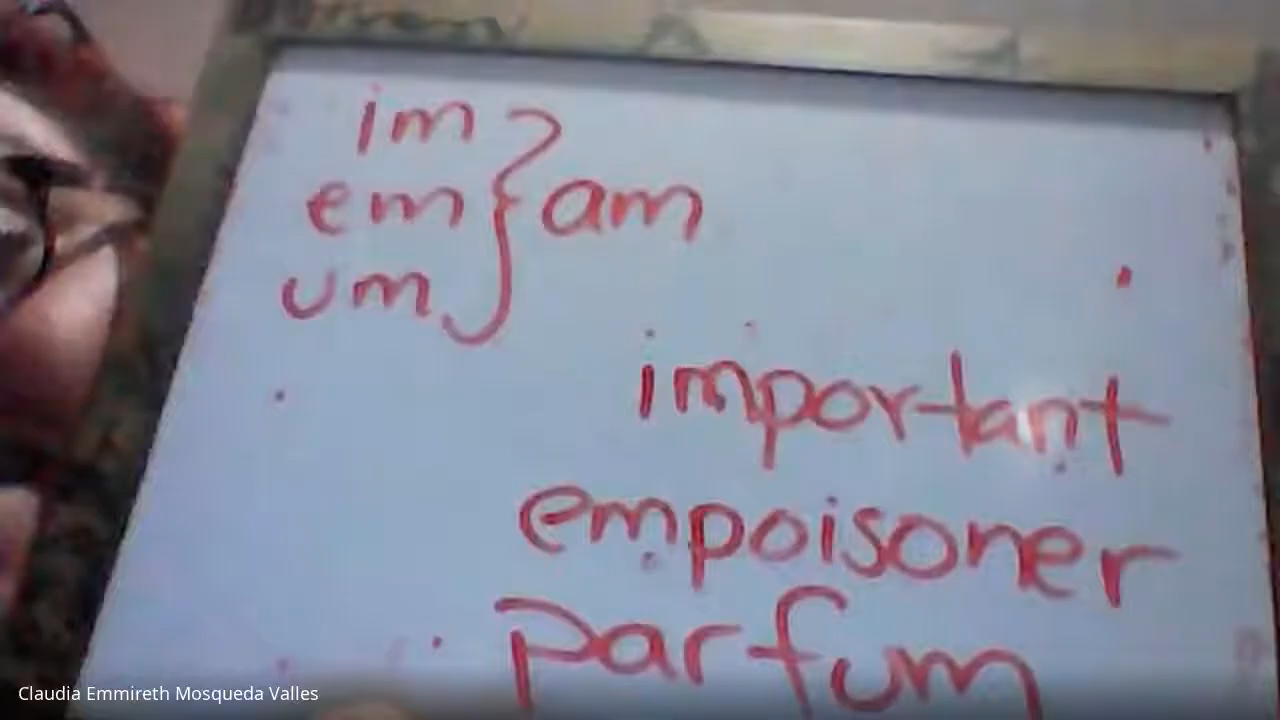 im
em } am
um
important
empoisoner
Parfum
Claudia Emmireth Mosqueda Valles